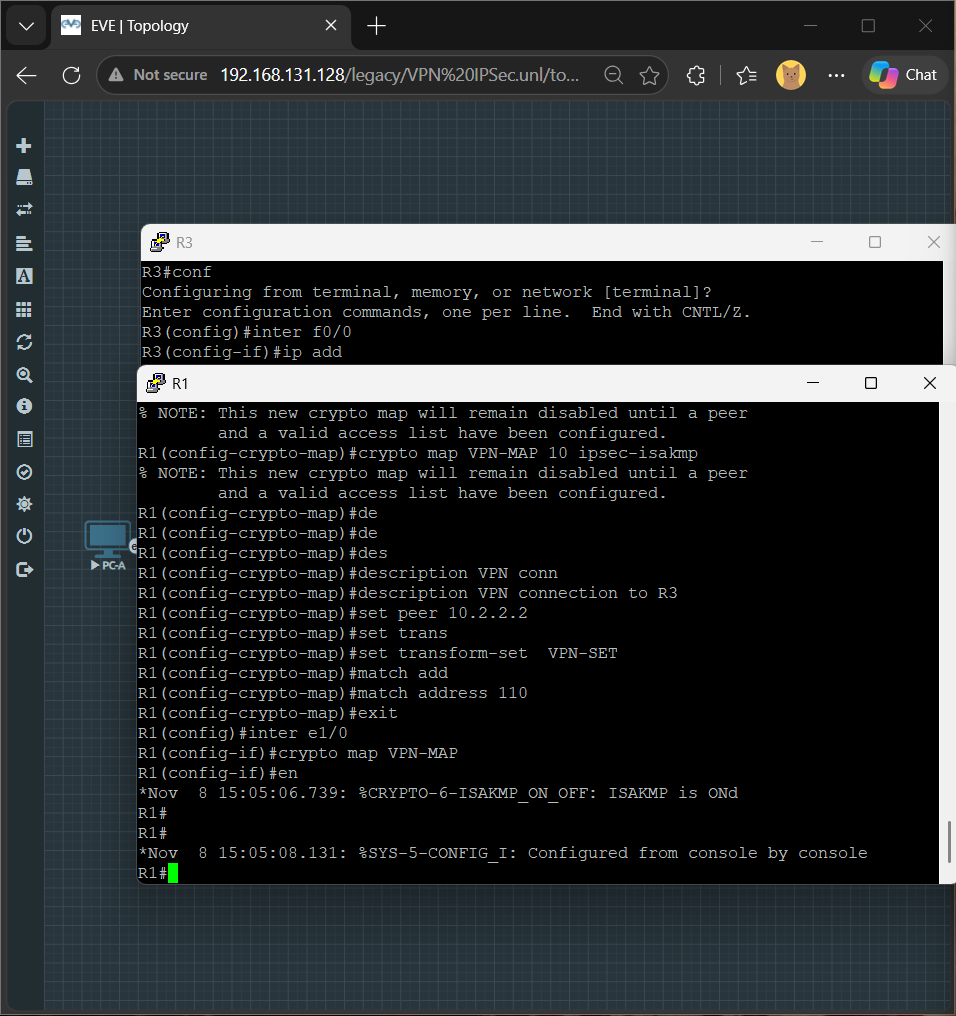 EVE | Topology
Not secure 192.168.131.128/legacy/VPN%20IPSec.unl/to...
Chat
R3
R3#conf
Configuring from terminal, memory, or network [terminal]?
Enter configuration commands, one per line.  End with CNTL/Z.
R3(config)#inter f0/0
R3(config-if)#ip add
R1
% NOTE: This new crypto map will remain disabled until a peer
and a valid access list have been configured.
R1(config-crypto-map)#crypto map VPN-MAP 10 ipsec-isakmp
% NOTE: This new crypto map will remain disabled until a peer
and a valid access list have been configured.
R1(config-crypto-map)#de
R1(config-crypto-map)#de
R1(config-crypto-map)#des
R1(config-crypto-map)#description VPN conn
R1(config-crypto-map)#description VPN connection to R3
R1(config-crypto-map)#set peer 10.2.2.2
R1(config-crypto-map)#set trans
R1(config-crypto-map)#set transform-set  VPN-SET
R1(config-crypto-map)#match add
R1(config-crypto-map)#match address 110
R1(config-crypto-map)#exit
R1(config)#inter e1/0
R1(config-if)#crypto map VPN-MAP
R1(config-if)#en
*Nov  8 15:05:06.739: %CRYPTO-6-ISAKMP_ON_OFF: ISAKMP is ONd
R1#
R1#
*Nov  8 15:05:08.131: %SYS-5-CONFIG_I: Configured from console by console
R1#
PC-A